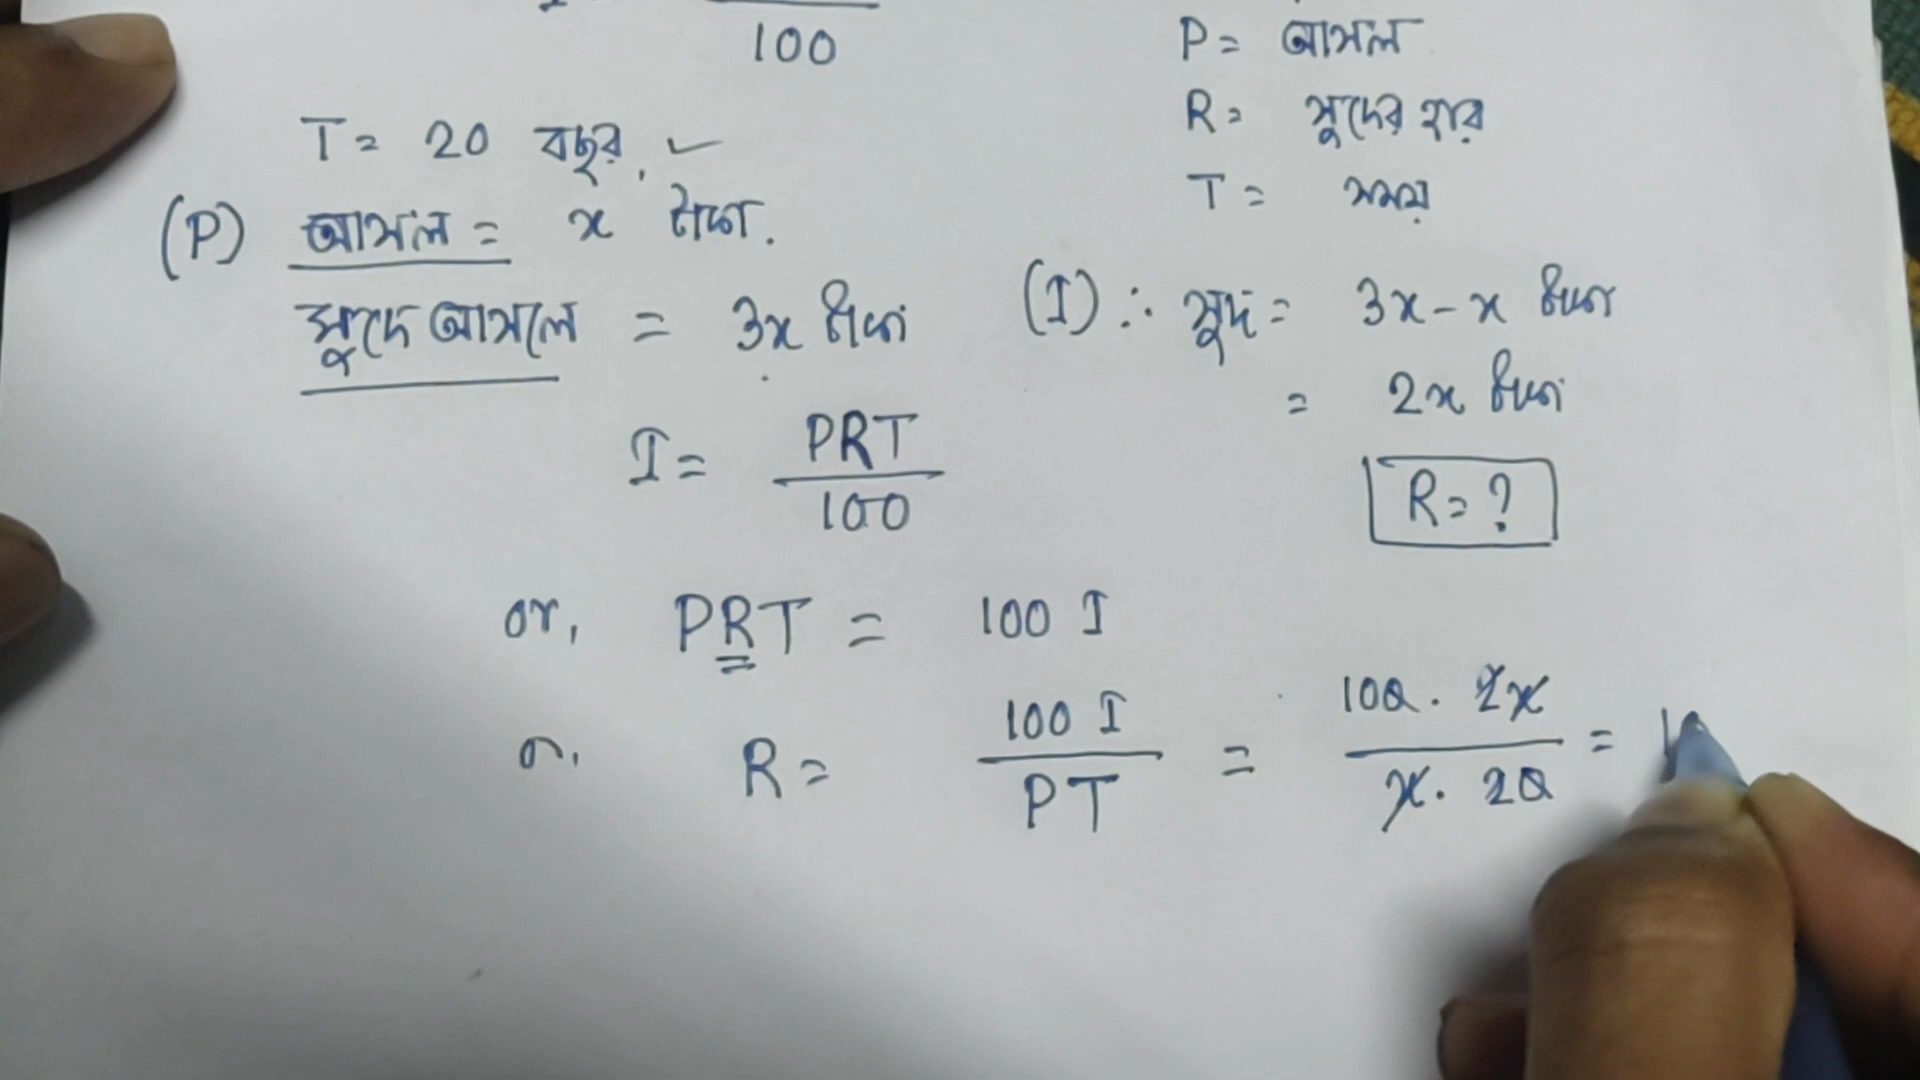 100
P = আসল
R = সুদের হার
T = 20 বছর.
T = সময়
(P) আসল = x টাকা.
সুদে আসলে = 3x টাকা
(I) ∴ সুদ = 3x - x টাকা
= 2x টাকা
I = PRT / 100
R = ?
or, PRT = 100 I
or, R = 100 I / PT = 100 . 2x / x . 20 = 10